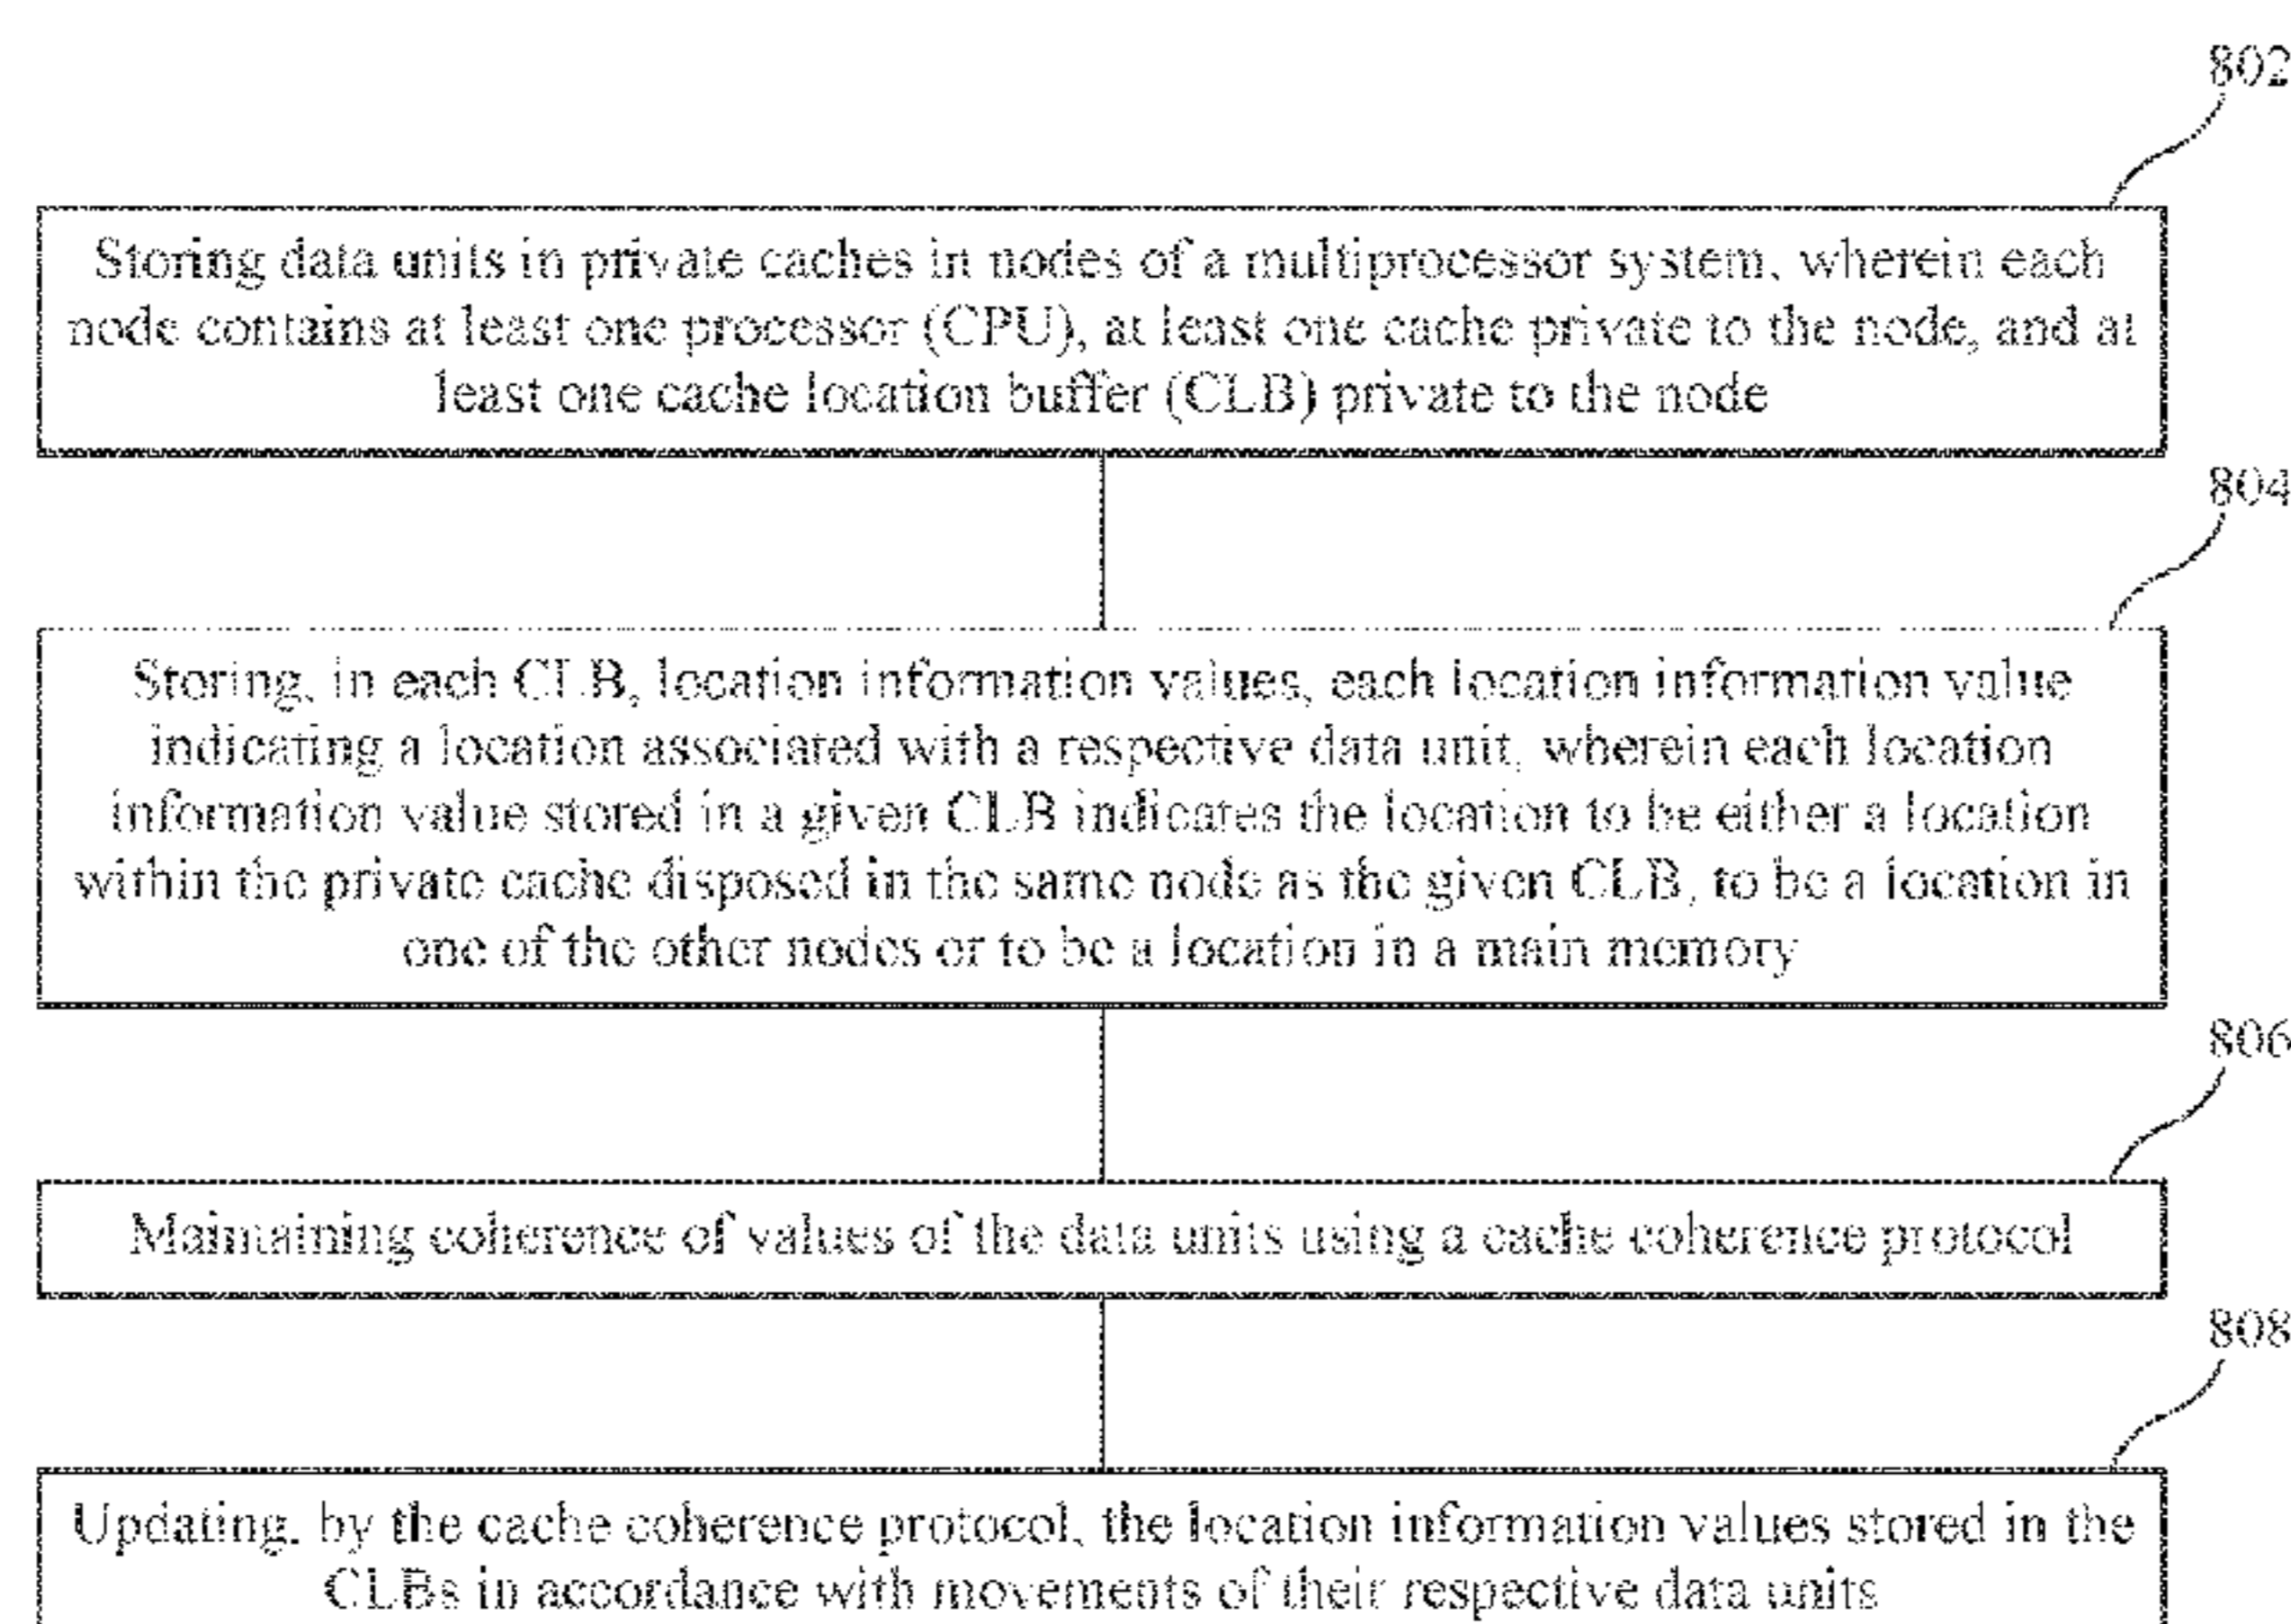 802
Storing data units in private caches in nodes of a multiprocessor system, wherein each
node contains at least one processor (CPU), at least one cache private to the node, and at
least one cache location buffer (CLB) private to the node
804
Storing, in each CLB, location information values, each location information value
indicating a location associated with a respective data unit, wherein each location
information value stored in a given CLB indicates the location to be either a location
within the private cache disposed in the same node as the given CLB, to be a location in
one of the other nodes or to be a location in a main memory
806
Maintaining coherence of values of the data units using a cache coherence protocol
808
Updating, by the cache coherence protocol, the location information values stored in the
CLBs in accordance with movements of their respective data units